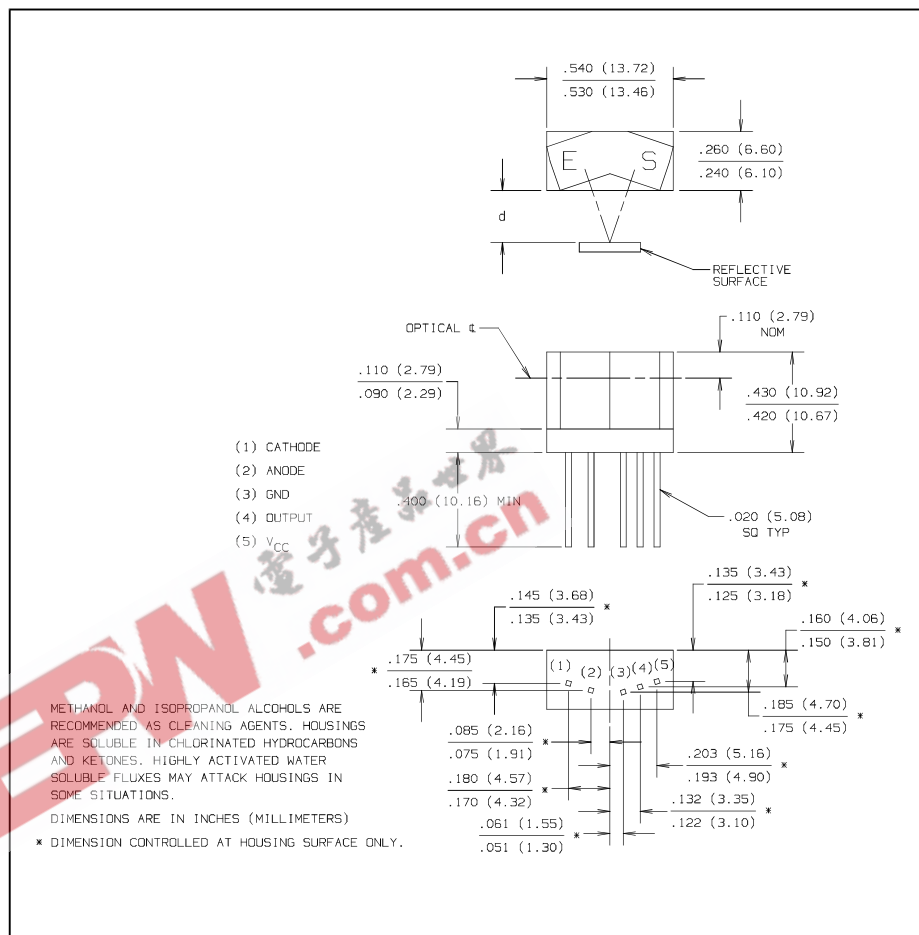 .540 (13.72)
.530 (13.46)
E S
.260 (6.60)
.240 (6.10)
d
REFLECTIVE
SURFACE
OPTICAL ℄
.110 (2.79)
NOM
.110 (2.79)
.090 (2.29)
.430 (10.92)
.420 (10.67)
(1) CATHODE
(2) ANODE
(3) GND
(4) OUTPUT
(5) VCC
.400 (10.16) MIN
.020 (5.08)
SQ TYP
電子產品世界
EPW.com.cn
.145 (3.68) *
.135 (3.43)
.135 (3.43) *
.125 (3.18)
.160 (4.06) *
.150 (3.81)
* .175 (4.45)
.165 (4.19)
(1) (2) (3) (4) (5)
.185 (4.70) *
.175 (4.45)
METHANOL AND ISOPROPANOL ALCOHOLS ARE
RECOMMENDED AS CLEANING AGENTS. HOUSINGS
ARE SOLUBLE IN CHLORINATED HYDROCARBONS
AND KETONES. HIGHLY ACTIVATED WATER
SOLUBLE FLUXES MAY ATTACK HOUSINGS IN
SOME SITUATIONS.
DIMENSIONS ARE IN INCHES (MILLIMETERS)
* DIMENSION CONTROLLED AT HOUSING SURFACE ONLY.
.085 (2.16) *
.075 (1.91)
.203 (5.16) *
.193 (4.90)
.180 (4.57) *
.170 (4.32)
.132 (3.35) *
.122 (3.10)
.061 (1.55) *
.051 (1.30)